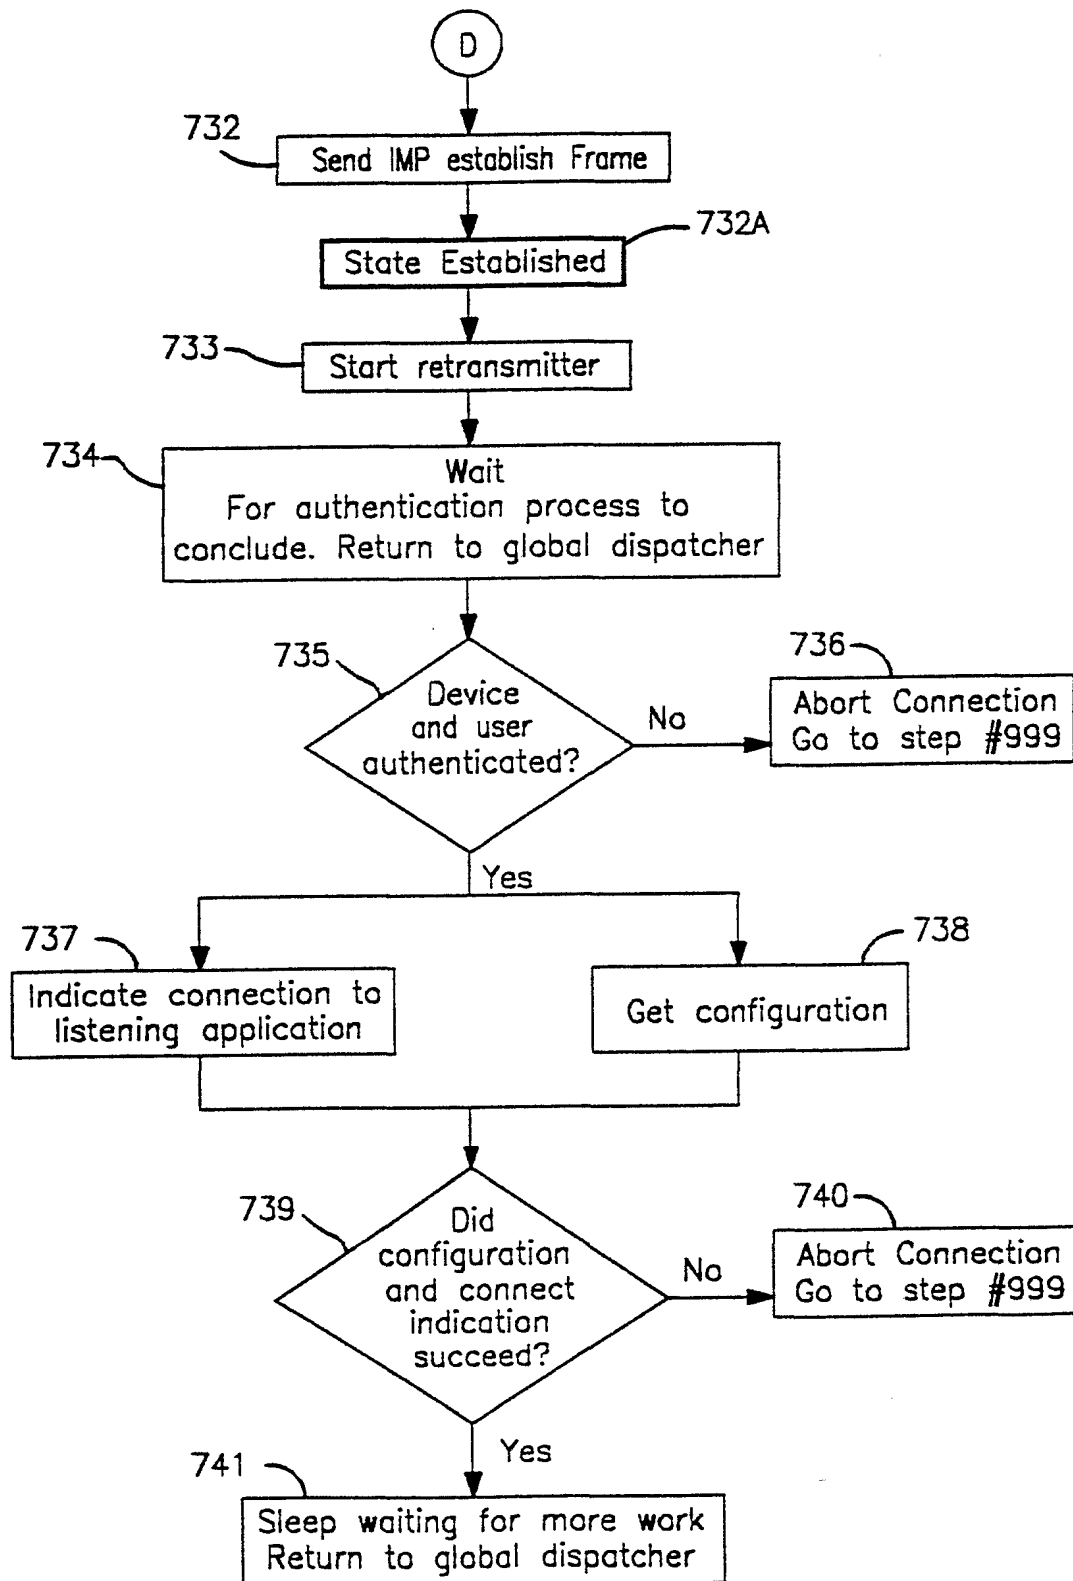 D
732
Send IMP establish Frame
732A
State Established
733
Start retransmitter
734
Wait
For authentication process to
conclude. Return to global dispatcher
735
Device
and user
authenticated?
No
736
Abort Connection
Go to step #999
Yes
737
Indicate connection to
listening application
738
Get configuration
739
Did
configuration
and connect
indication
succeed?
No
740
Abort Connection
Go to step #999
Yes
741
Sleep waiting for more work
Return to global dispatcher